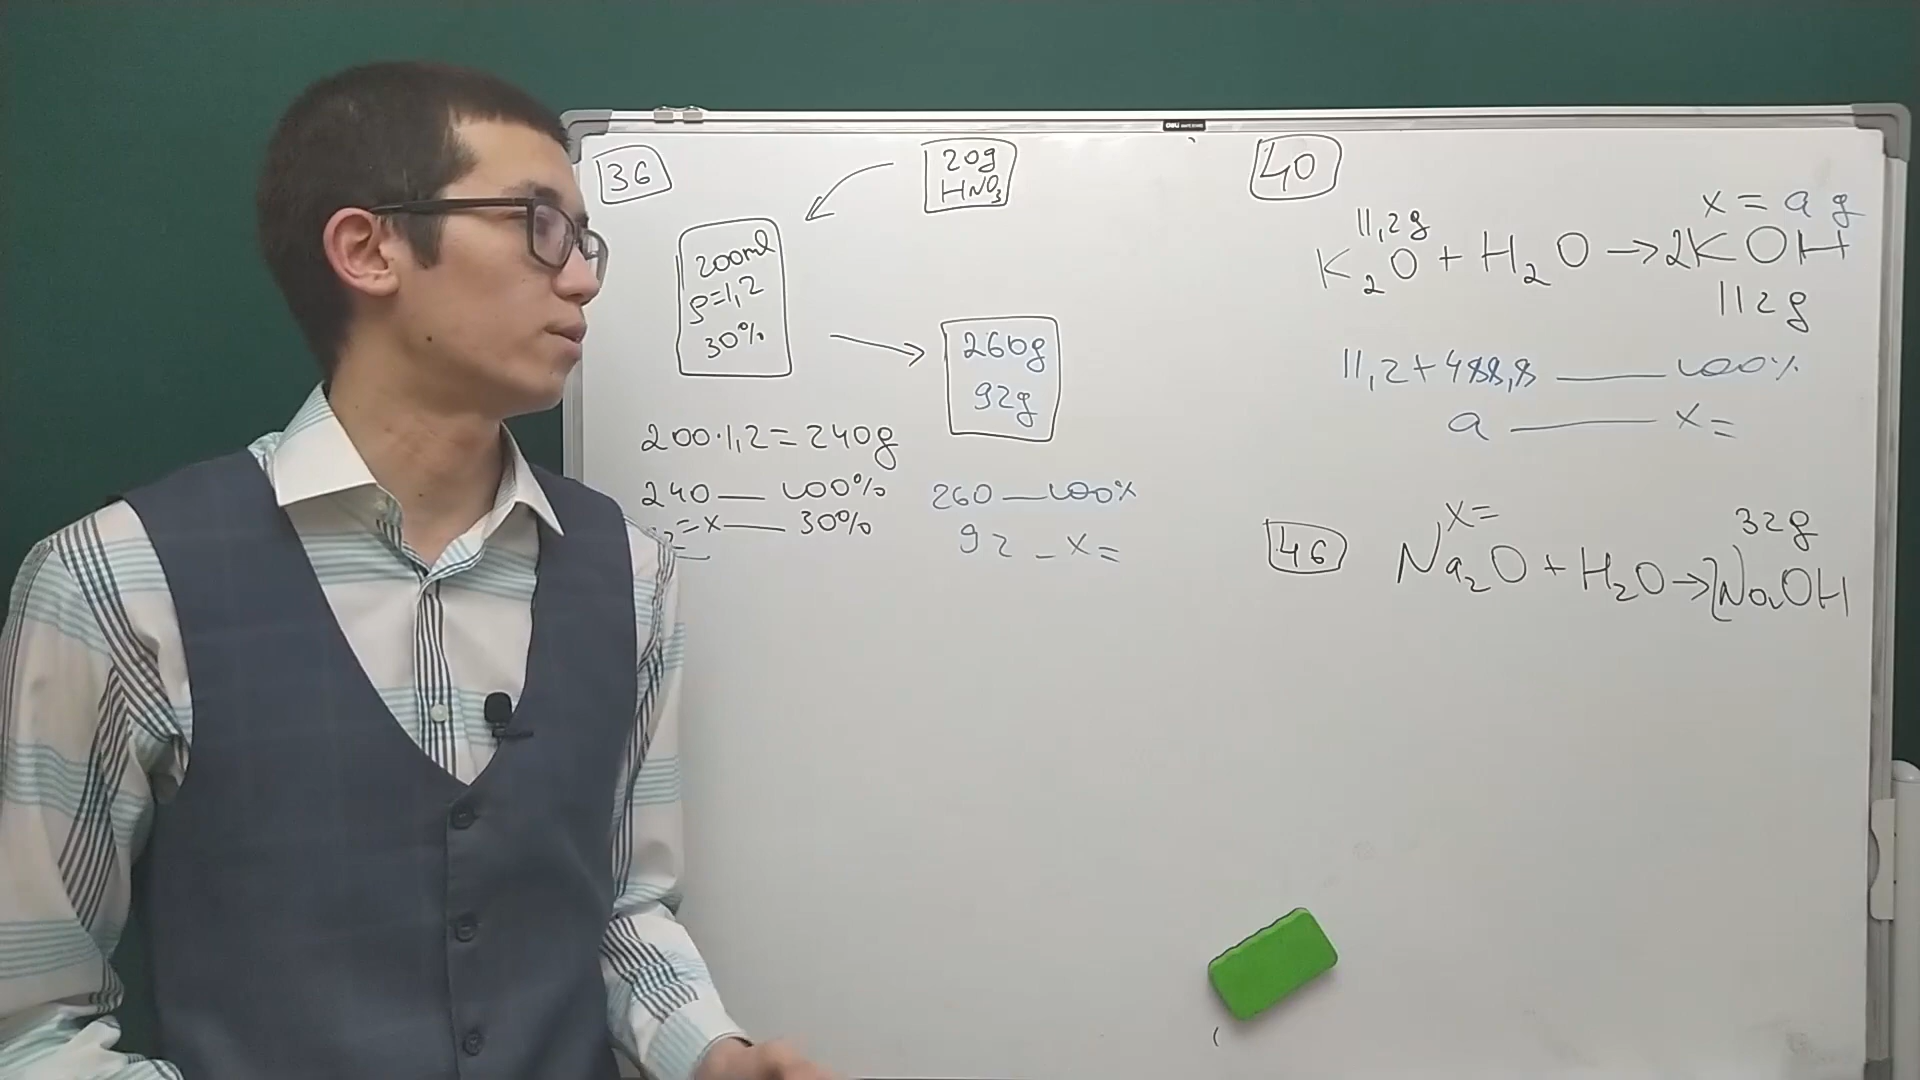 36
20g
HNO3
200ml
ρ=1,2
30%
260g
92g
200·1,2=240g
240 — 100%
=x — 30%
260 — 100%
92 - x =
40
x = a g
11,2g
K2O + H2O → 2KOH
112g
11,2+488,8 — 100%
a — x =
46
x=
32g
Na2O + H2O → 2NaOH
deli